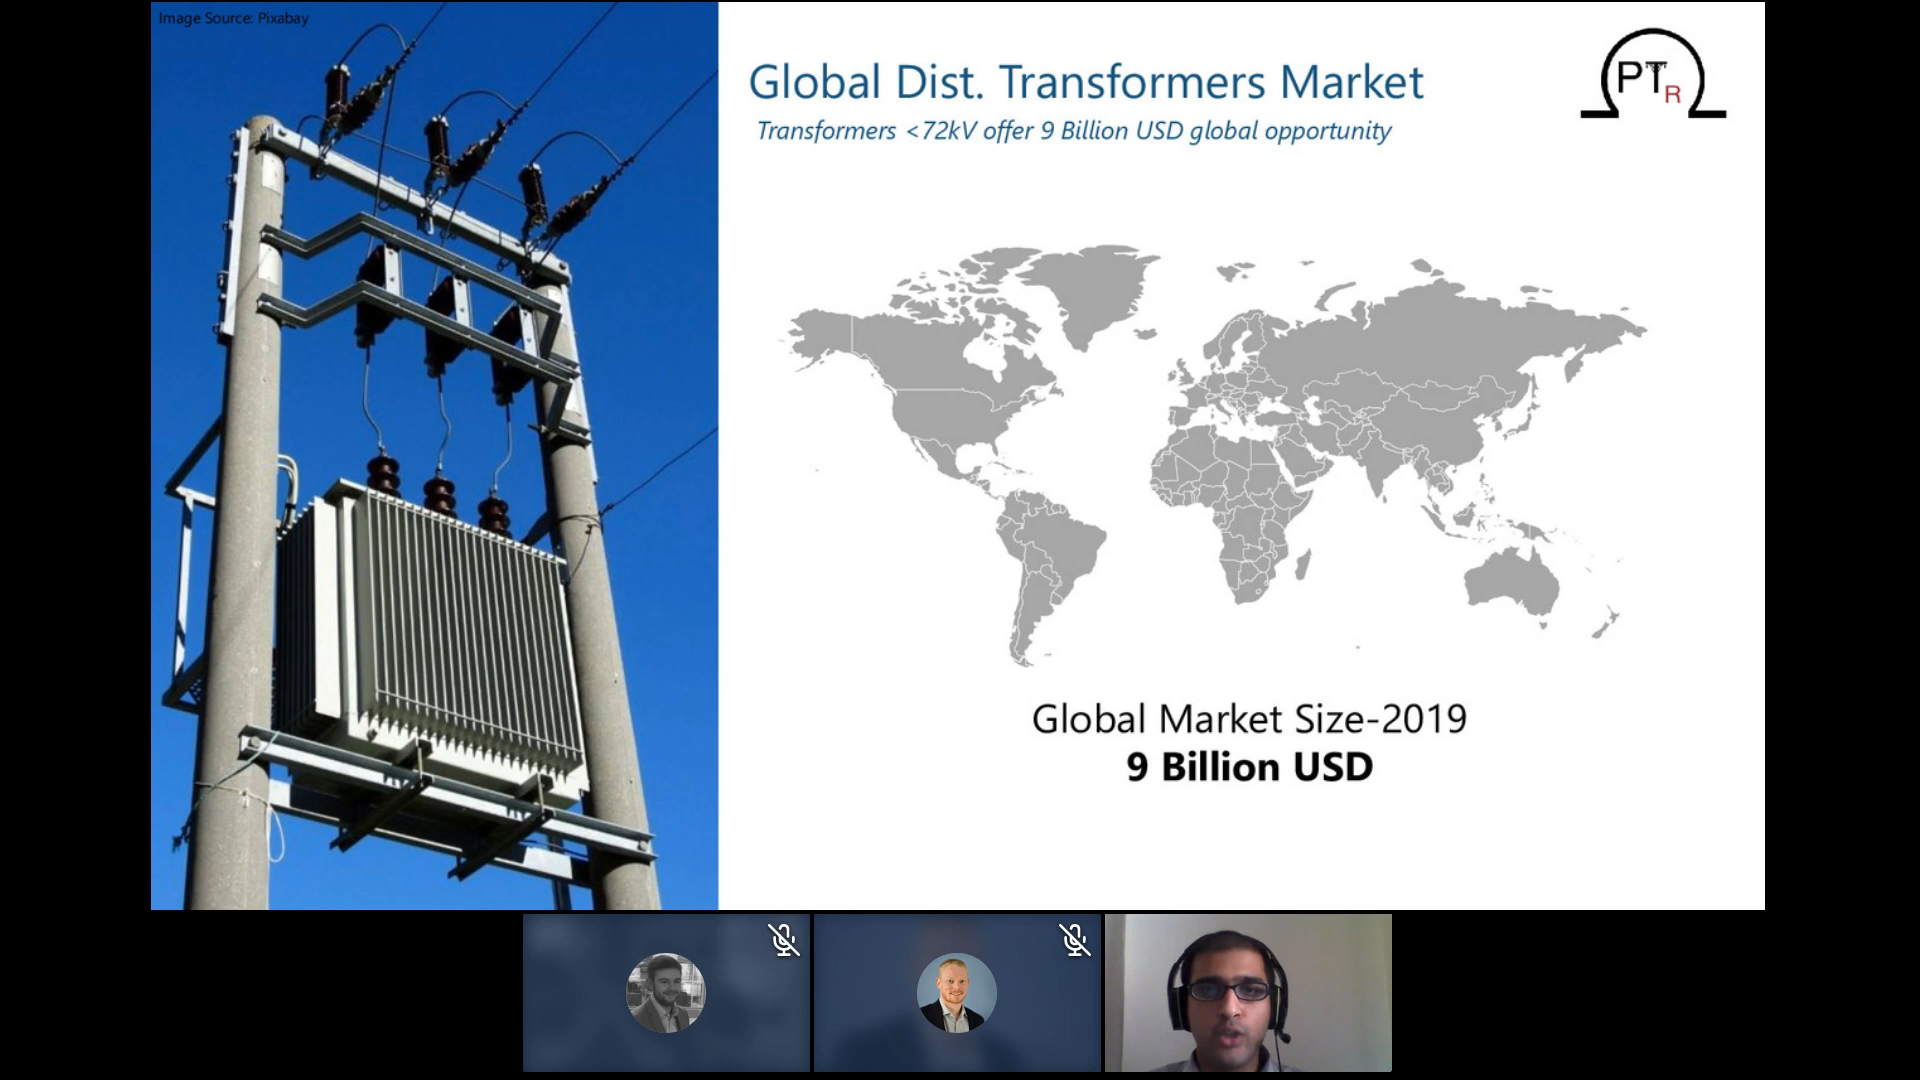 Image Source: Pixabay
Global Dist. Transformers Market
Transformers <72kV offer 9 Billion USD global opportunity
PTR
Global Market Size-2019
9 Billion USD